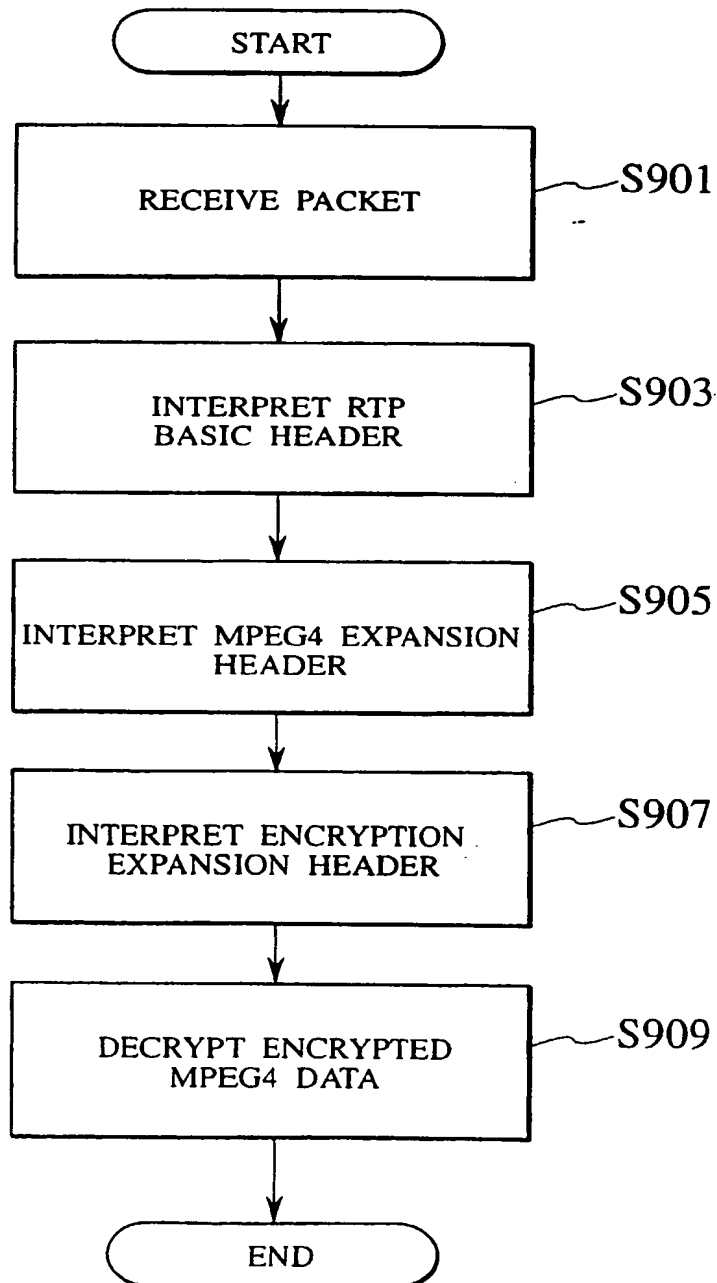 START
RECEIVE PACKET
S901
INTERPRET RTP
BASIC HEADER
S903
INTERPRET MPEG4 EXPANSION
HEADER
S905
INTERPRET ENCRYPTION
EXPANSION HEADER
S907
DECRYPT ENCRYPTED
MPEG4 DATA
S909
END